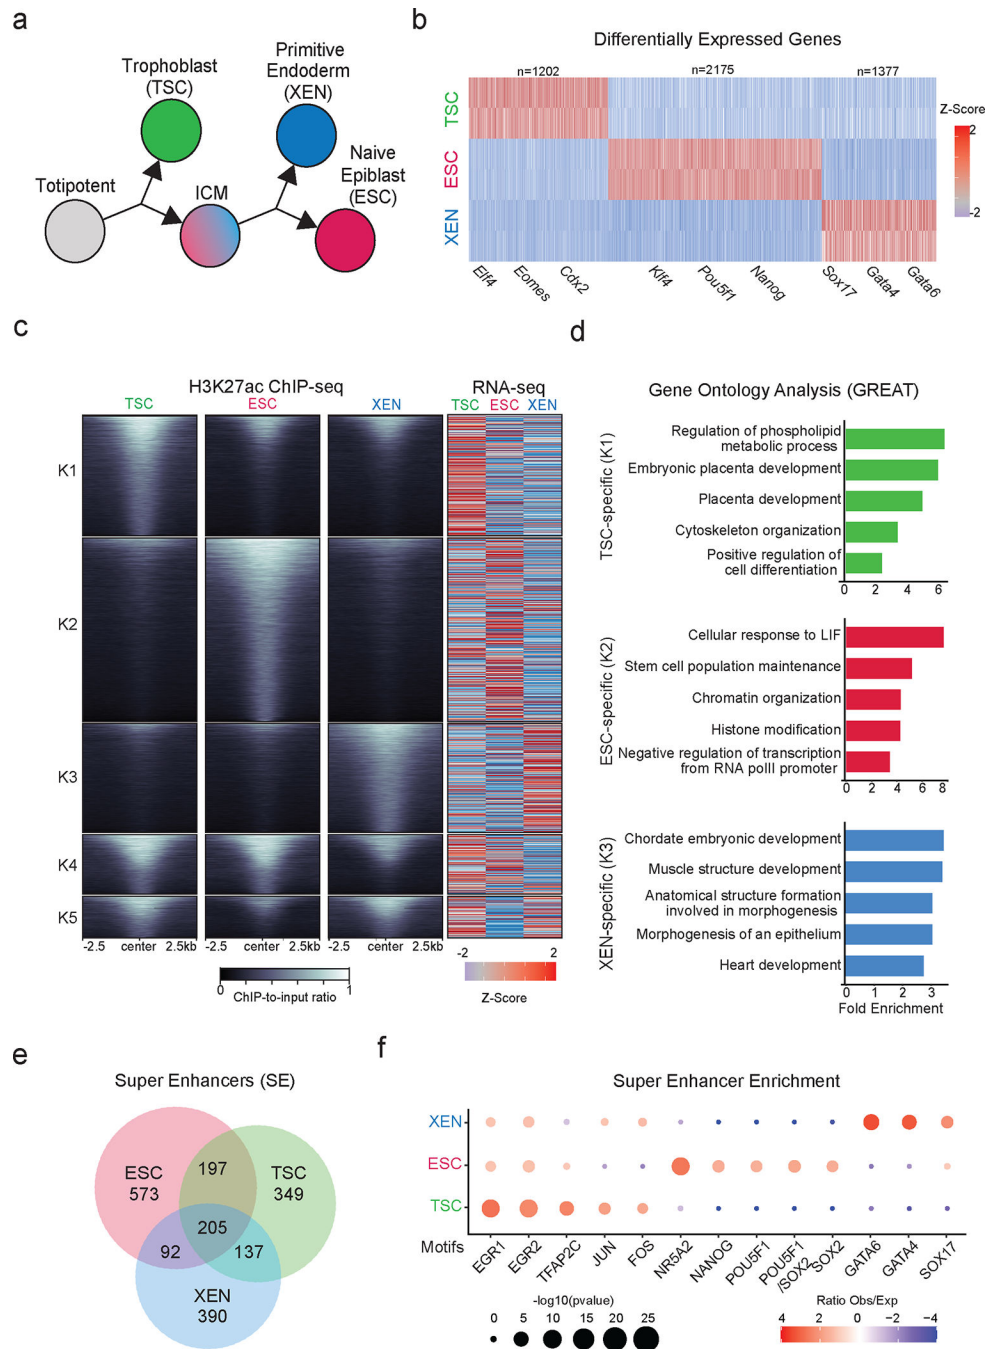 a
Trophoblast
(TSC)
Primitive
Endoderm
(XEN)
Naive
Epiblast
(ESC)
Totipotent
ICM
b
Differentially Expressed Genes
n=1202
n=2175
n=1377
TSC
ESC
XEN
Z-Score
2
-2
Elf4
Eomes
Cdx2
Klf4
Pou5f1
Nanog
Sox17
Gata4
Gata6
c
H3K27ac ChIP-seq
RNA-seq
TSC
ESC
XEN
TSC
ESC
XEN
K1
K2
K3
K4
K5
-2.5
center
2.5kb
-2.5
center
2.5kb
-2.5
center
2.5kb
0
1
ChIP-to-input ratio
-2
2
Z-Score
d
Gene Ontology Analysis (GREAT)
TSC-specific (K1)
Regulation of phospholipid
metabolic process
Embryonic placenta development
Placenta development
Cytoskeleton organization
Positive regulation of
cell differentiation
0 2 4 6
ESC-specific (K2)
Cellular response to LIF
Stem cell population maintenance
Chromatin organization
Histone modification
Negative regulation of transcription
from RNA polII promoter
0 2 4 6 8
XEN-specific (K3)
Chordate embryonic development
Muscle structure development
Anatomical structure formation
involved in morphogenesis
Morphogenesis of an epithelium
Heart development
0 1 2 3
Fold Enrichment
e
Super Enhancers (SE)
ESC
573
197
TSC
349
205
92
137
XEN
390
f
Super Enhancer Enrichment
XEN
ESC
TSC
Motifs
EGR1
EGR2
TFAP2C
JUN
FOS
NR5A2
NANOG
POU5F1
POU5F1
/SOX2
SOX2
GATA6
GATA4
SOX17
-log10(pvalue)
0 5 10 15 20 25
Ratio Obs/Exp
4 2 0 -2 -4